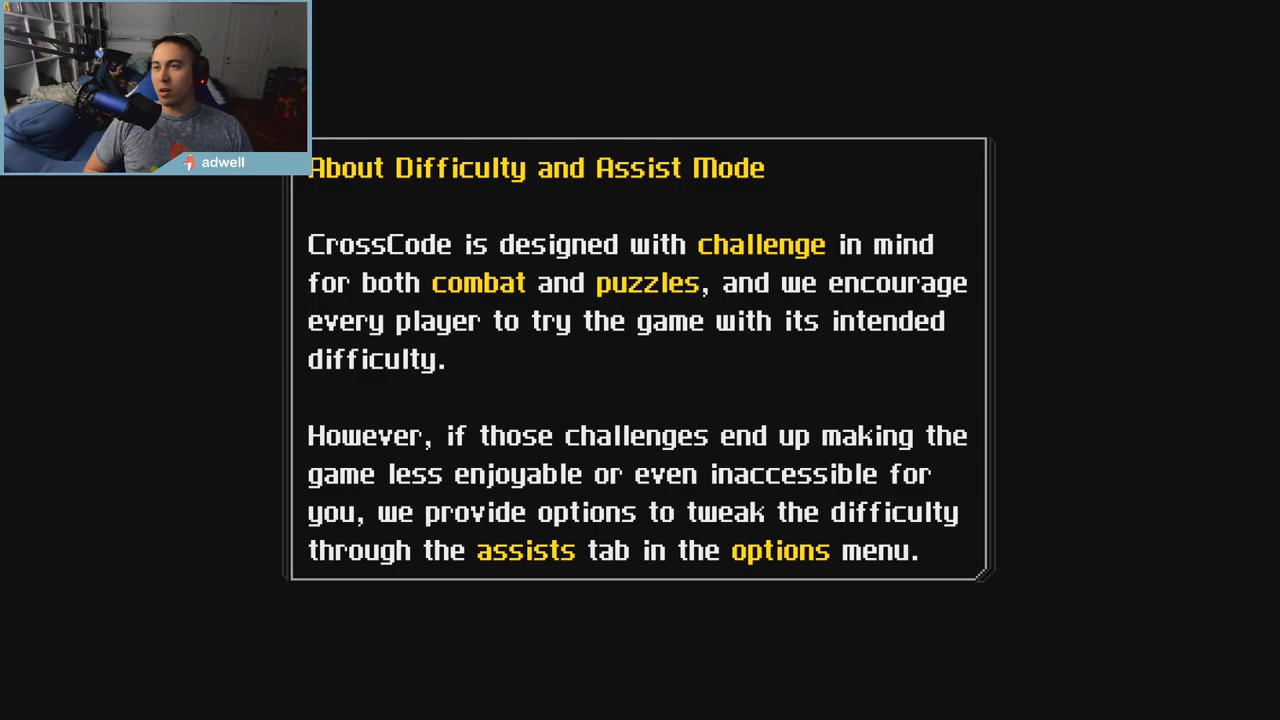 adwell
About Difficulty and Assist Mode
CrossCode is designed with challenge in mind
for both combat and puzzles, and we encourage
every player to try the game with its intended
difficulty.
However, if those challenges end up making the
game less enjoyable or even inaccessible for
you, we provide options to tweak the difficulty
through the assists tab in the options menu.